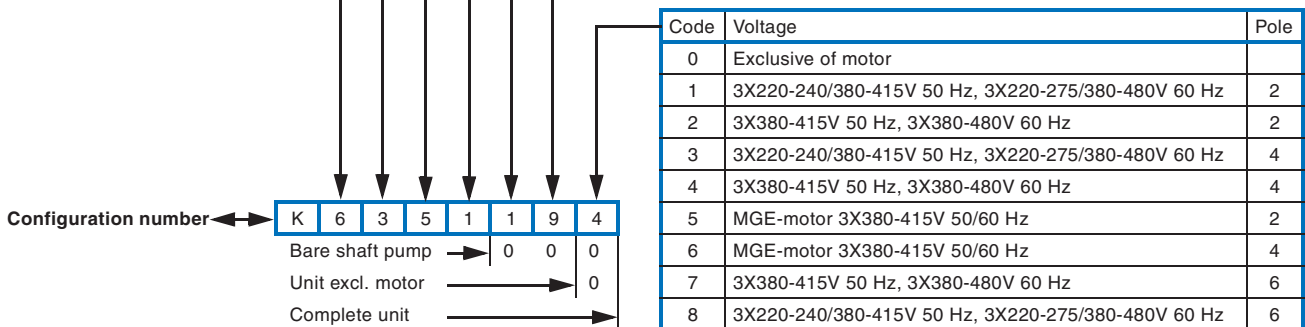 Code Voltage Pole
0 Exclusive of motor
1 3X220-240/380-415V 50 Hz, 3X220-275/380-480V 60 Hz 2
2 3X380-415V 50 Hz, 3X380-480V 60 Hz 2
3 3X220-240/380-415V 50 Hz, 3X220-275/380-480V 60 Hz 4
4 3X380-415V 50 Hz, 3X380-480V 60 Hz 4
5 MGE-motor 3X380-415V 50/60 Hz 2
6 MGE-motor 3X380-415V 50/60 Hz 4
7 3X380-415V 50 Hz, 3X380-480V 60 Hz 6
8 3X220-240/380-415V 50 Hz, 3X220-275/380-480V 60 Hz 6
Configuration number K 6 3 5 1 1 9 4
Bare shaft pump 0 0 0
Unit excl. motor 0
Complete unit